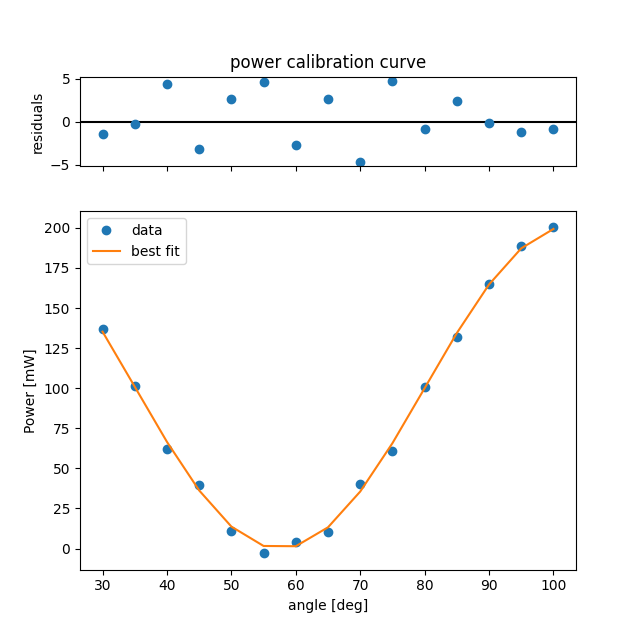 power calibration curve
5
0
−5
residuals
200
175
150
125
100
75
50
25
0
Power [mW]
data
best fit
30 40 50 60 70 80 90 100
angle [deg]